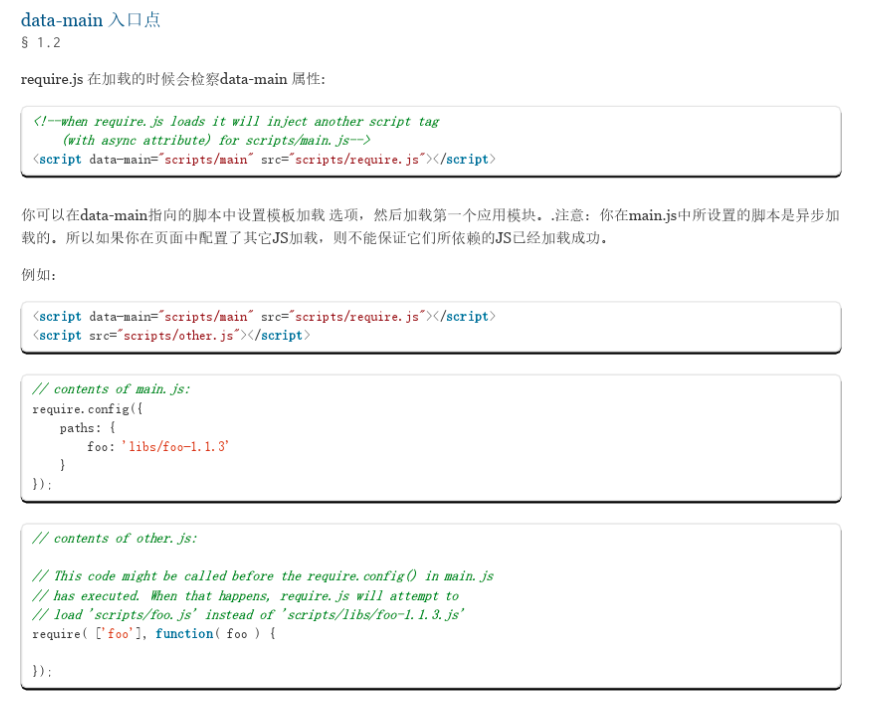 data-main 入口点
§ 1.2
require.js 在加载的时候会检察data-main 属性:
<!--when require.js loads it will inject another script tag
    (with async attribute) for scripts/main.js-->
<script data-main="scripts/main" src="scripts/require.js"></script>
你可以在data-main指向的脚本中设置模板加载 选项，然后加载第一个应用模块。.注意：你在main.js中所设置的脚本是异步加
载的。所以如果你在页面中配置了其它JS加载，则不能保证它们所依赖的JS已经加载成功。
例如：
<script data-main="scripts/main" src="scripts/require.js"></script>
<script src="scripts/other.js"></script>
// contents of main.js:
require.config({
    paths: {
        foo: 'libs/foo-1.1.3'
    }
});
// contents of other.js:
// This code might be called before the require.config() in main.js
// has executed. When that happens, require.js will attempt to
// load 'scripts/foo.js' instead of 'scripts/libs/foo-1.1.3.js'
require( ['foo'], function( foo ) {
});